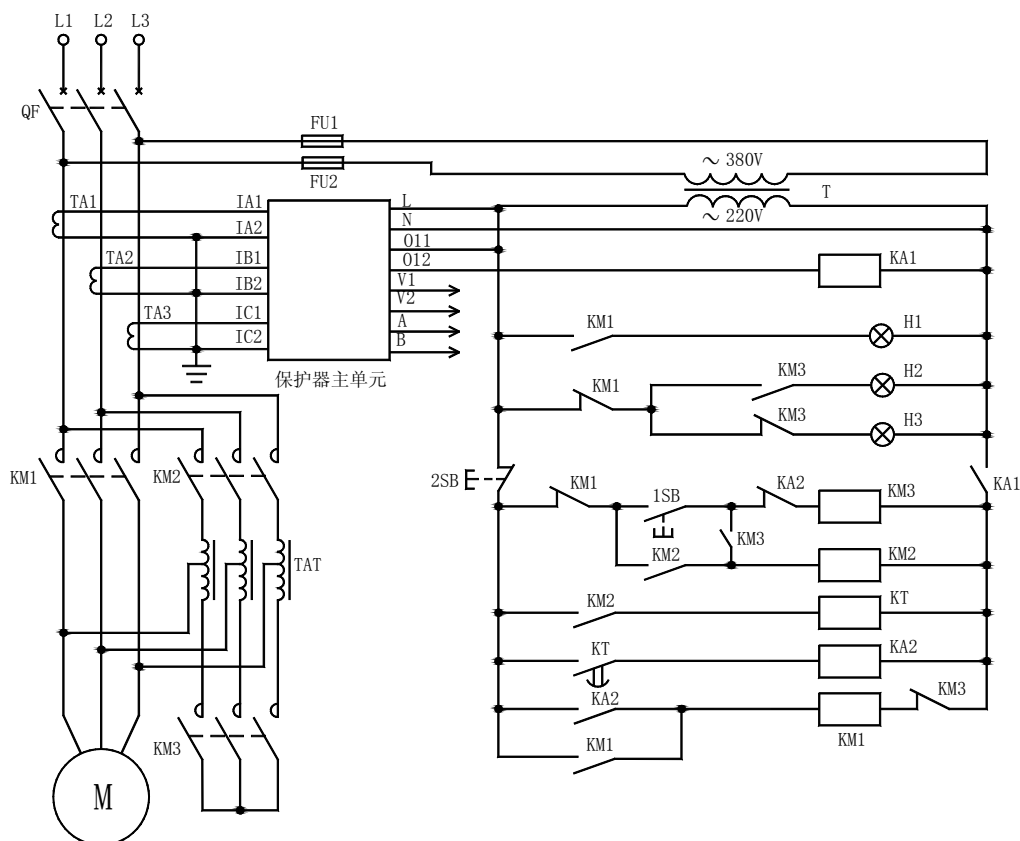 L1 L2 L3
QF
FU1
FU2
~380V
T
~220V
TA1
IA1
IA2
TA2
IB1
IB2
TA3
IC1
IC2
L
N
O11
O12
V1
V2
A
B
保护器主单元
KA1
KM1
H1
KM1
KM3
H2
KM3
H3
KM1
KM2
2SB
KM1
1SB
KA2
KM3
KA1
KM3
KM2
KM2
TAT
KM2
KT
KT
KA2
KA2
KM3
KM1
KM1
KM3
M